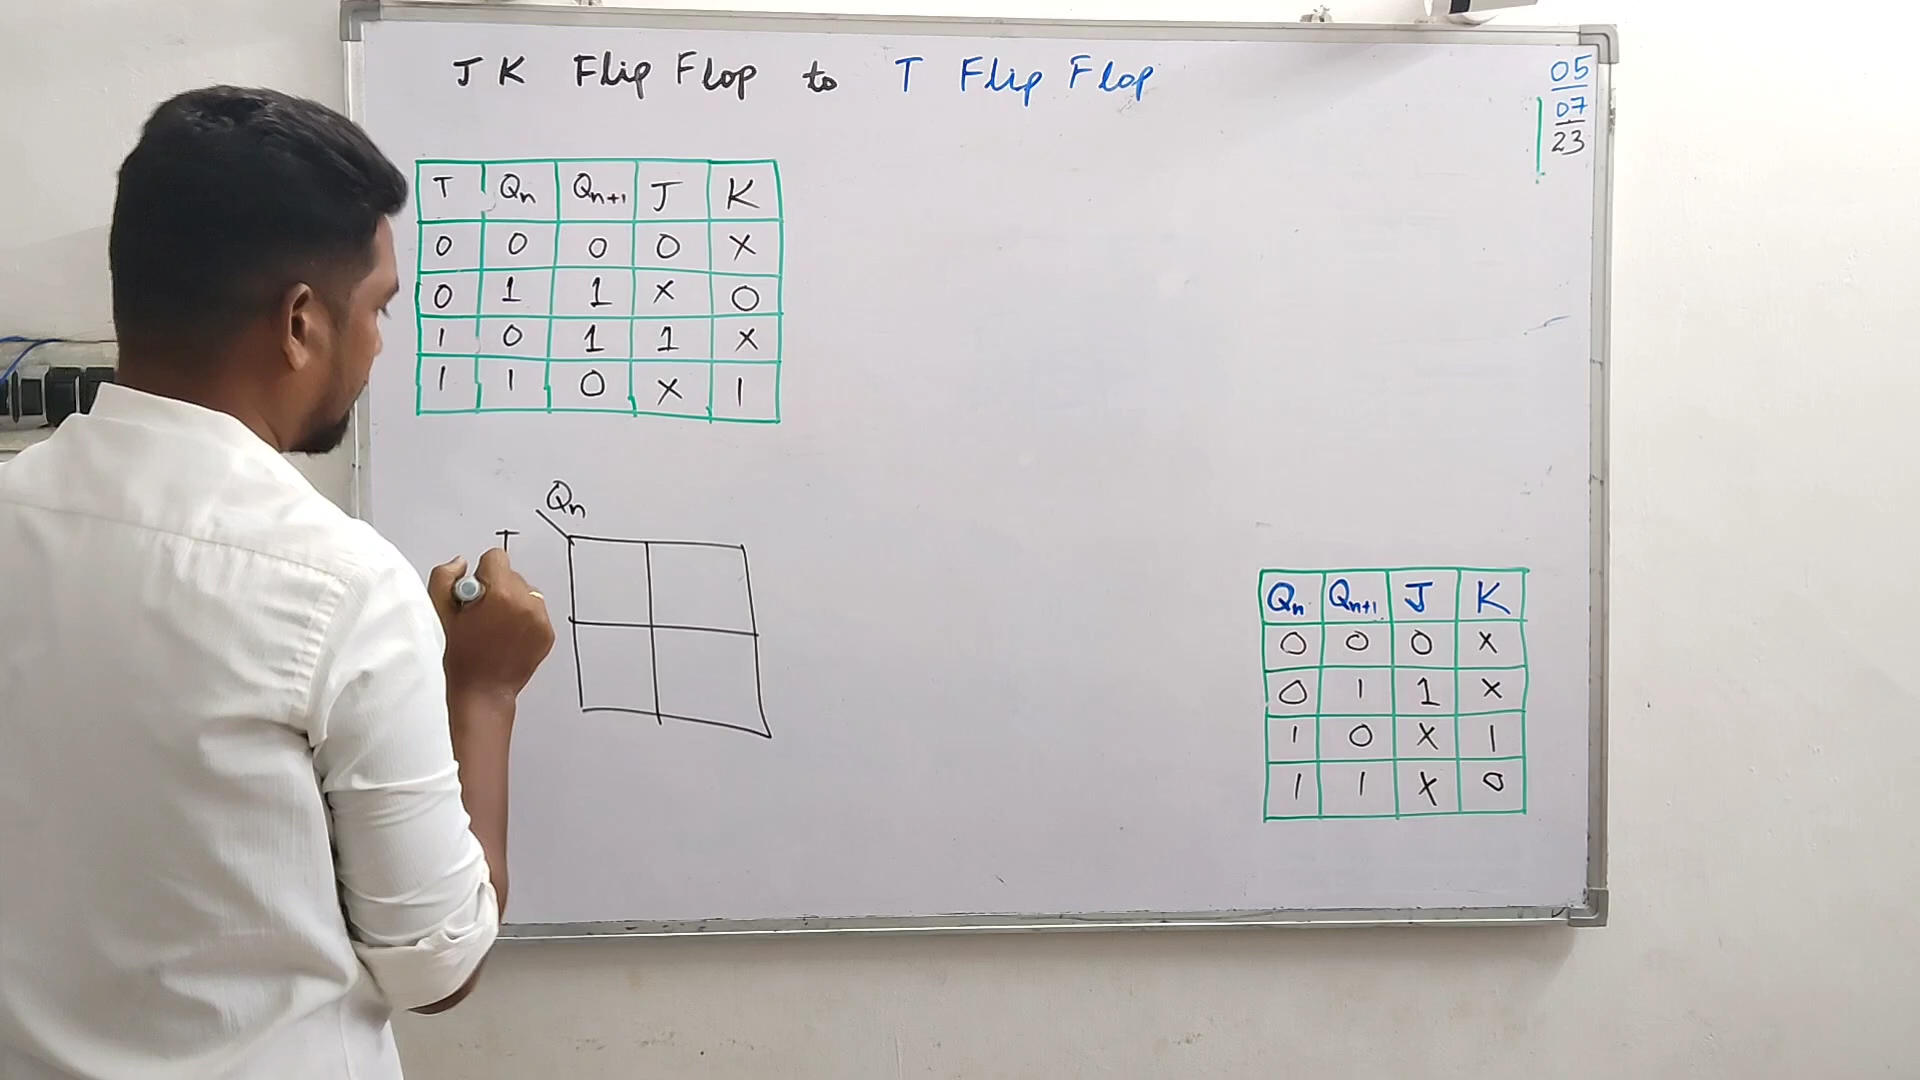 JK Flip Flop to T Flip Flop
05
07
23
T Qn Qn+1 J K
0 0 0 0 X
0 1 1 X 0
1 0 1 1 X
1 1 0 X 1
Qn
T
Qn Qn+1 J K
0 0 0 X
0 1 1 X
1 0 X 1
1 1 X 0